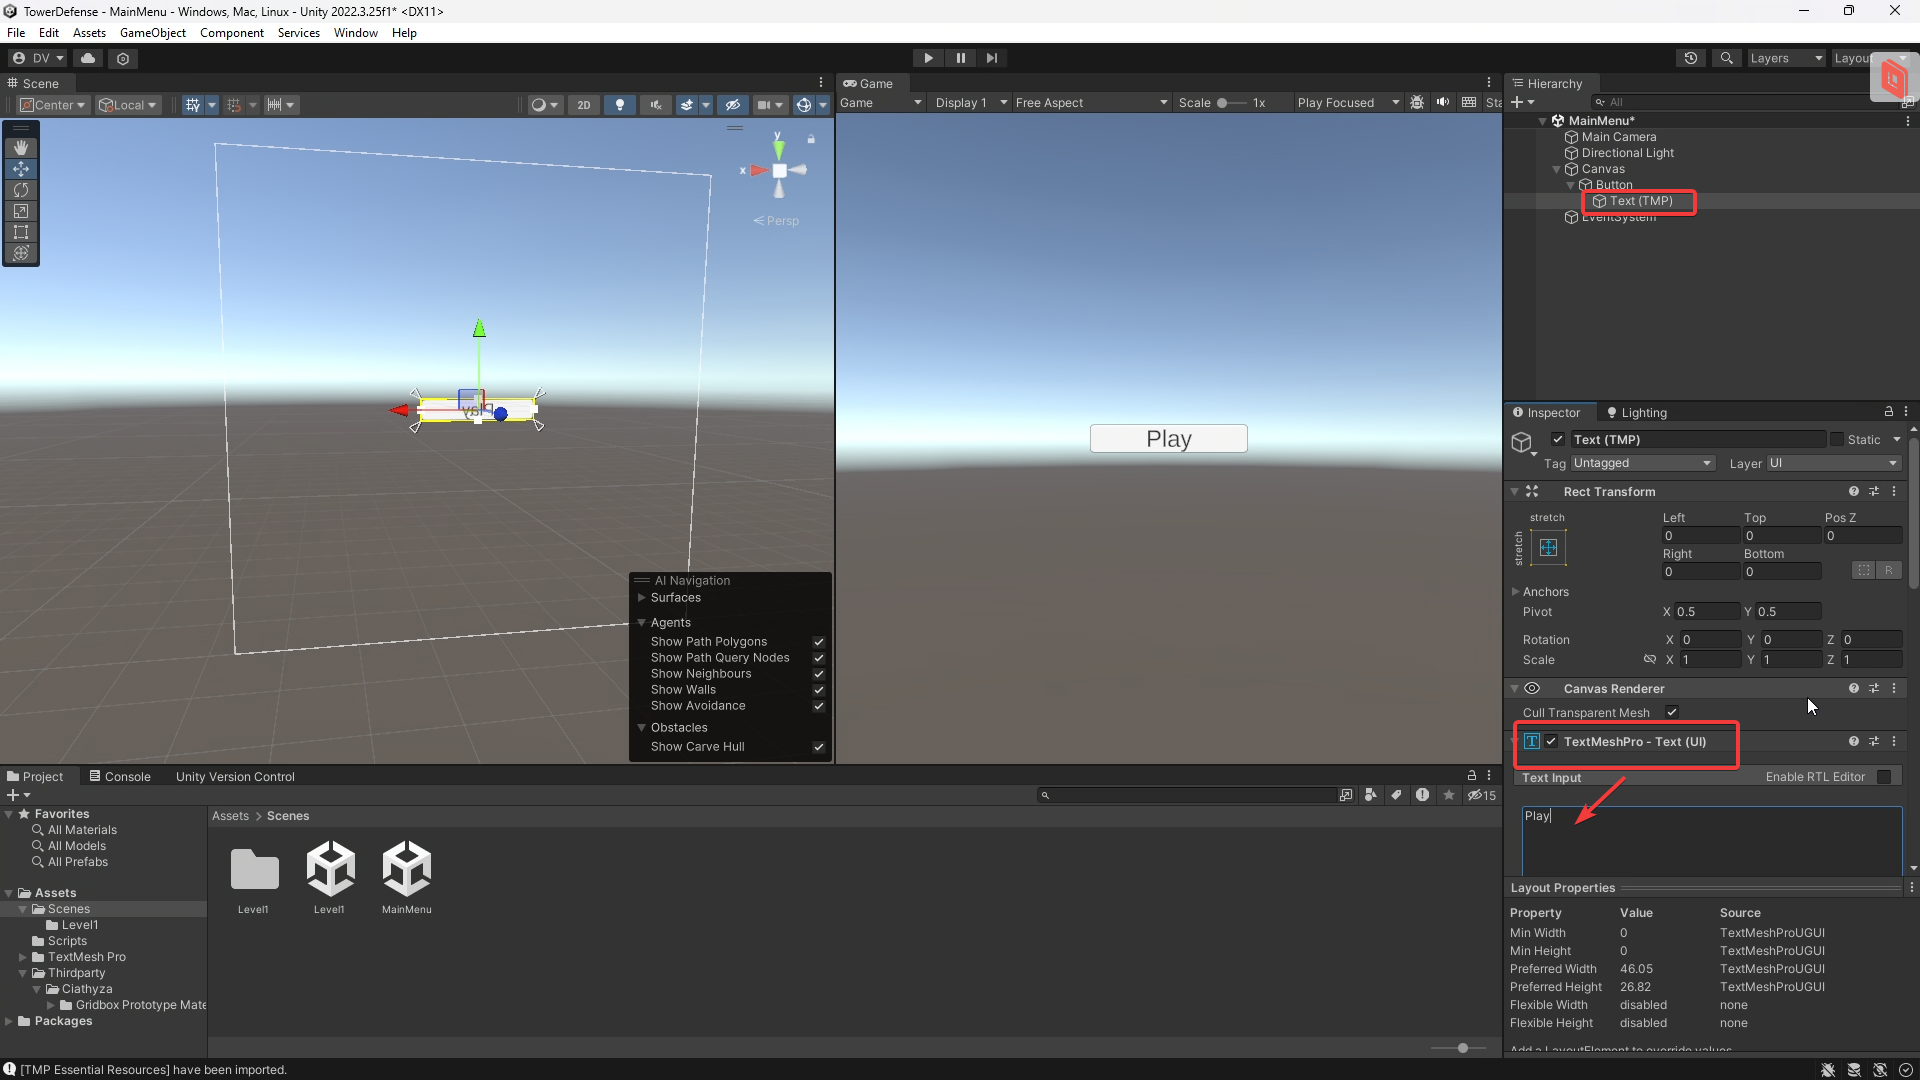 TowerDefense - MainMenu - Windows, Mac, Linux - Unity 2022.3.25f1* <DX11>
File Edit Assets GameObject Component Services Window Help
DV
Layers
Layout
Scene
Center
Local
2D
y
x
Persp
AI Navigation
Surfaces
Agents
Show Path Polygons
Show Path Query Nodes
Show Neighbours
Show Walls
Show Avoidance
Obstacles
Show Carve Hull
Play
Game
Game
Display 1
Free Aspect
Scale 1x
Play Focused
Sta
Play
Hierarchy
All
MainMenu*
Main Camera
Directional Light
Canvas
Button
Text (TMP)
EventSystem
Inspector
Lighting
Text (TMP)
Static
Tag Untagged
Layer UI
Rect Transform
stretch
stretch
Left Top Pos Z
0 0 0
Right Bottom
0 0
R
Anchors
Pivot X 0.5 Y 0.5
Rotation X 0 Y 0 Z 0
Scale X 1 Y 1 Z 1
Canvas Renderer
Cull Transparent Mesh
T TextMeshPro - Text (UI)
Text Input
Enable RTL Editor
Play
Layout Properties
Property Value Source
Min Width 0 TextMeshProUGUI
Min Height 0 TextMeshProUGUI
Preferred Width 46.05 TextMeshProUGUI
Preferred Height 26.82 TextMeshProUGUI
Flexible Width disabled none
Flexible Height disabled none
Add a LayoutElement to override values
Project
Console
Unity Version Control
15
Favorites
All Materials
All Models
All Prefabs
Assets
Scenes
Level1
Scripts
TextMesh Pro
Thirdparty
Ciathyza
Gridbox Prototype Mate
Packages
Assets > Scenes
Level1
Level1
MainMenu
[TMP Essential Resources] have been imported.